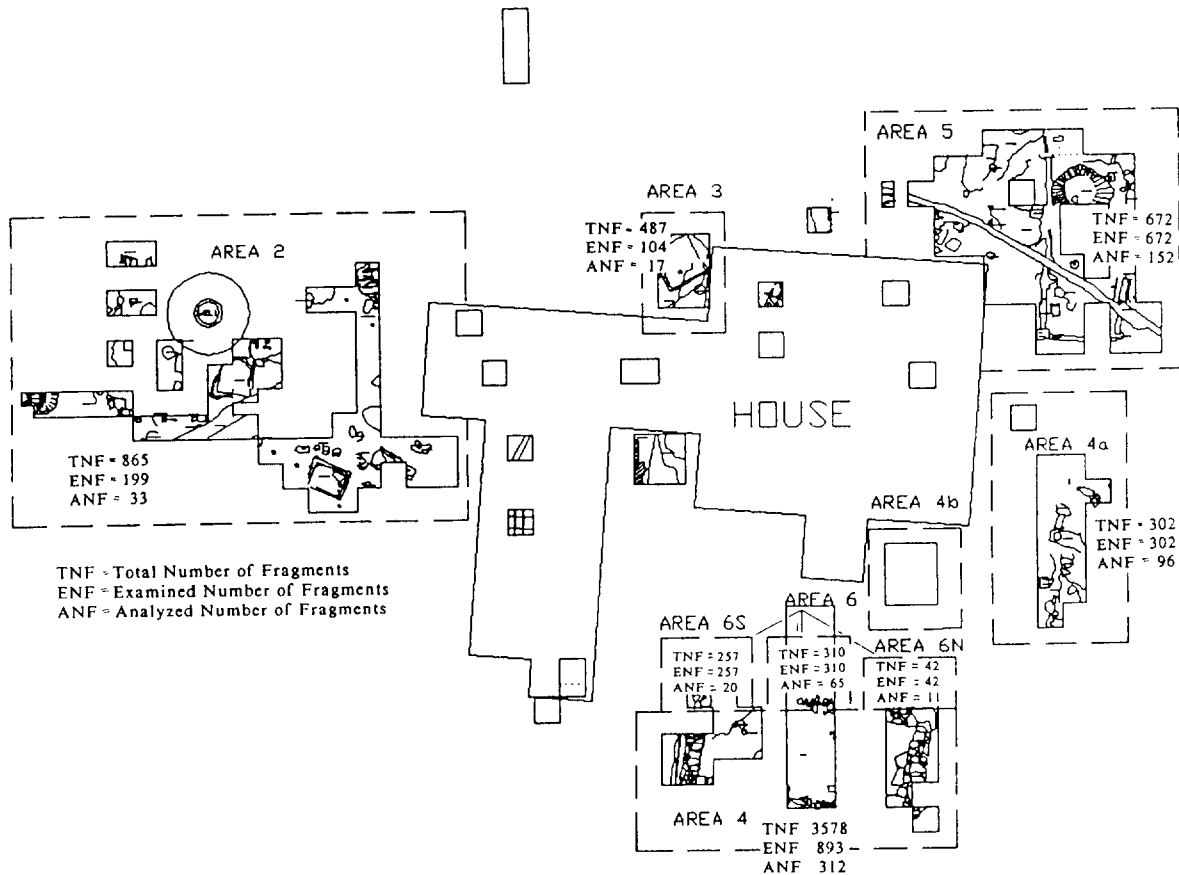 AREA 5
TNF = 672
ENF = 672
ANF = 152
AREA 3
TNF = 487
ENF = 104
ANF = 17
AREA 2
TNF = 865
ENF = 199
ANF = 33
HOUSE
AREA 4a
TNF = 302
ENF = 302
ANF = 96
AREA 4b
TNF = Total Number of Fragments
ENF = Examined Number of Fragments
ANF = Analyzed Number of Fragments
AREA 6
AREA 6S
TNF = 257
ENF = 257
ANF = 20
TNF = 310
ENF = 310
ANF = 65
AREA 6N
TNF = 42
ENF = 42
ANF = 11
AREA 4
TNF 3578
ENF 893
ANF 312